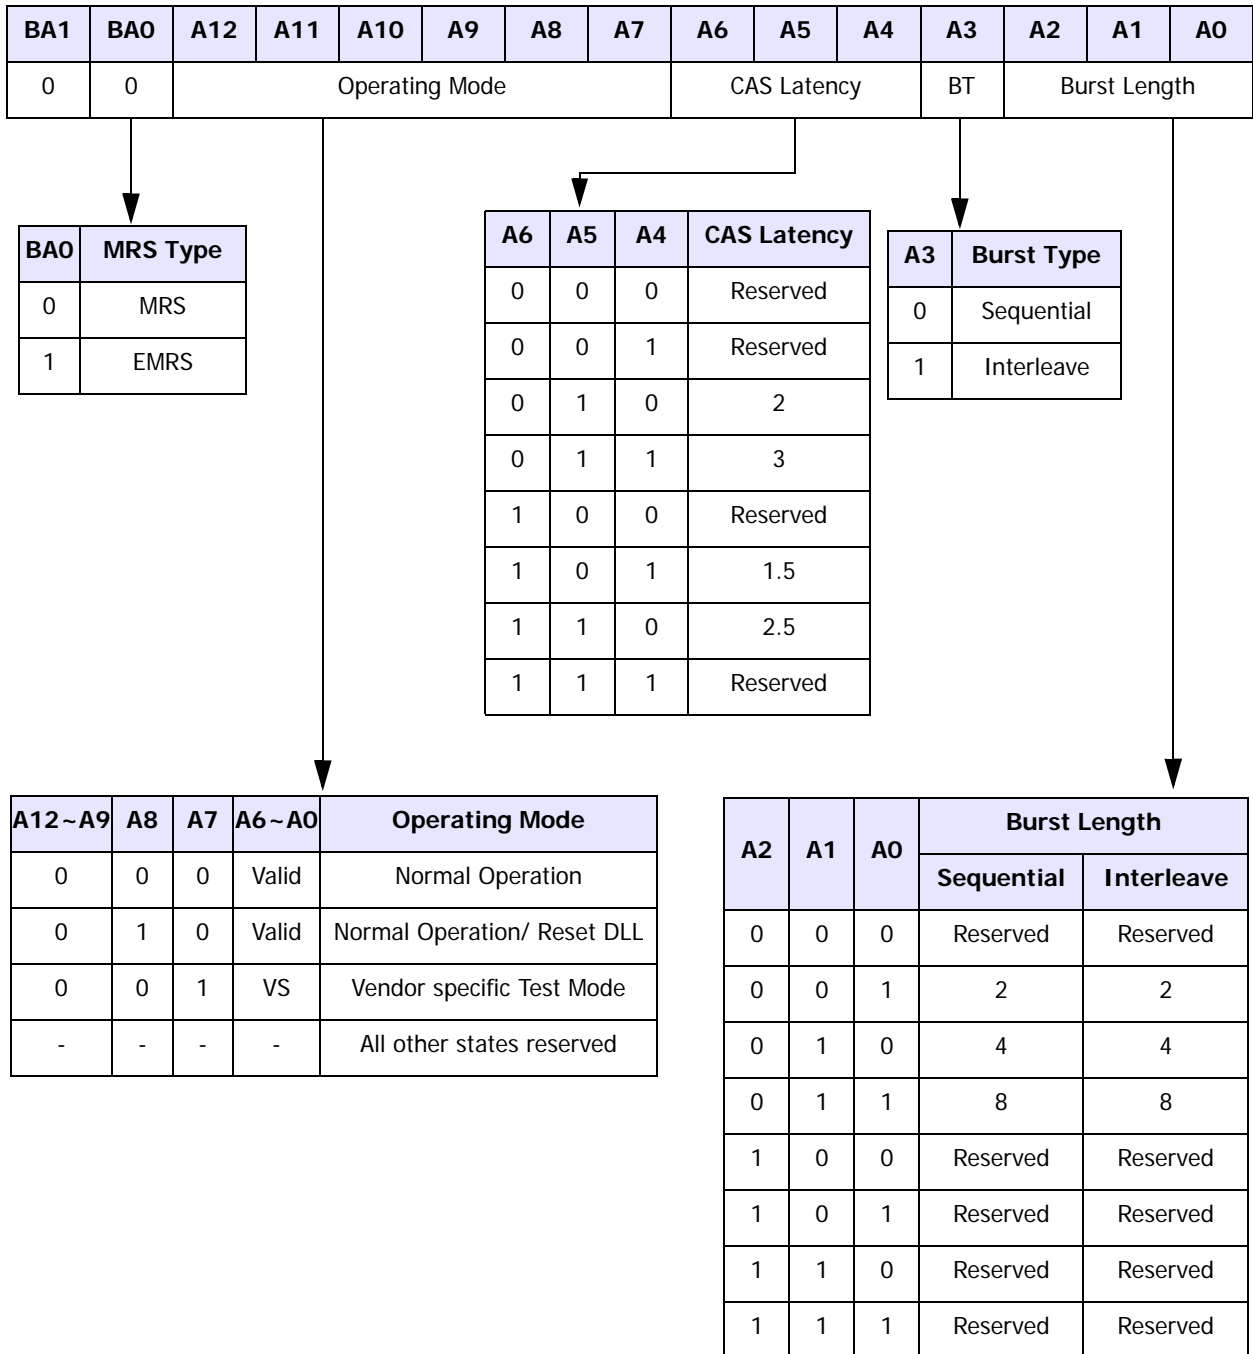 BA1 BA0 A12 A11 A10 A9 A8 A7 A6 A5 A4 A3 A2 A1 A0
0 0 Operating Mode CAS Latency BT Burst Length
BA0 MRS Type
0 MRS
1 EMRS
A6 A5 A4 CAS Latency
0 0 0 Reserved
0 0 1 Reserved
0 1 0 2
0 1 1 3
1 0 0 Reserved
1 0 1 1.5
1 1 0 2.5
1 1 1 Reserved
A3 Burst Type
0 Sequential
1 Interleave
A12~A9 A8 A7 A6~A0 Operating Mode
0 0 0 Valid Normal Operation
0 1 0 Valid Normal Operation/ Reset DLL
0 0 1 VS Vendor specific Test Mode
- - - - All other states reserved
A2 A1 A0 Burst Length
Sequential Interleave
0 0 0 Reserved Reserved
0 0 1 2 2
0 1 0 4 4
0 1 1 8 8
1 0 0 Reserved Reserved
1 0 1 Reserved Reserved
1 1 0 Reserved Reserved
1 1 1 Reserved Reserved